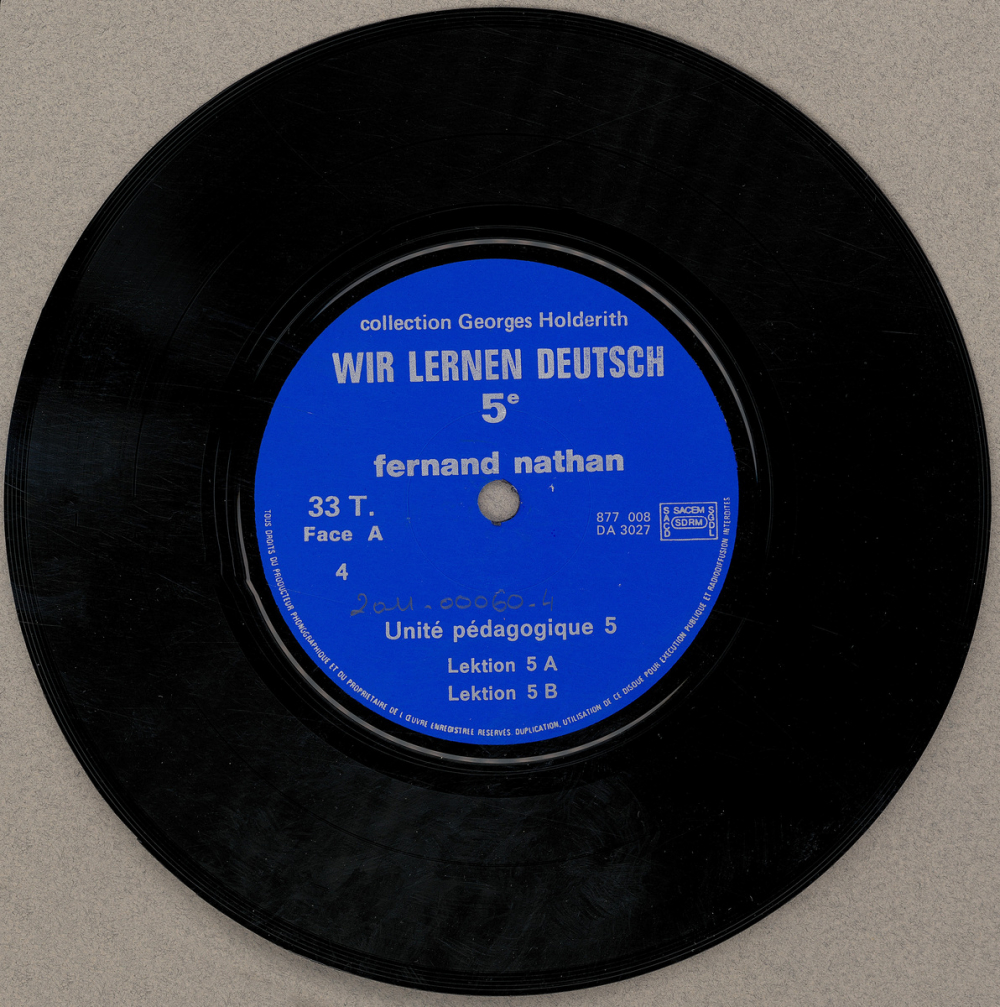 collection Georges Holderith
WIR LERNEN DEUTSCH
5e
fernand nathan
33 T.
Face A
4
877 008
DA 3027
SACD
SACEM
SDRM
SGDL
2011-00060-4
Unité pédagogique 5
Lektion 5 A
Lektion 5 B
TOUS DROITS DU PRODUCTEUR PHONOGRAPHIQUE ET DU PROPRIETAIRE DE L'ŒUVRE ENREGISTREE RESERVES. DUPLICATION, UTILISATION DE CE DISQUE POUR EXECUTION PUBLIQUE ET RADIODIFFUSION INTERDITES